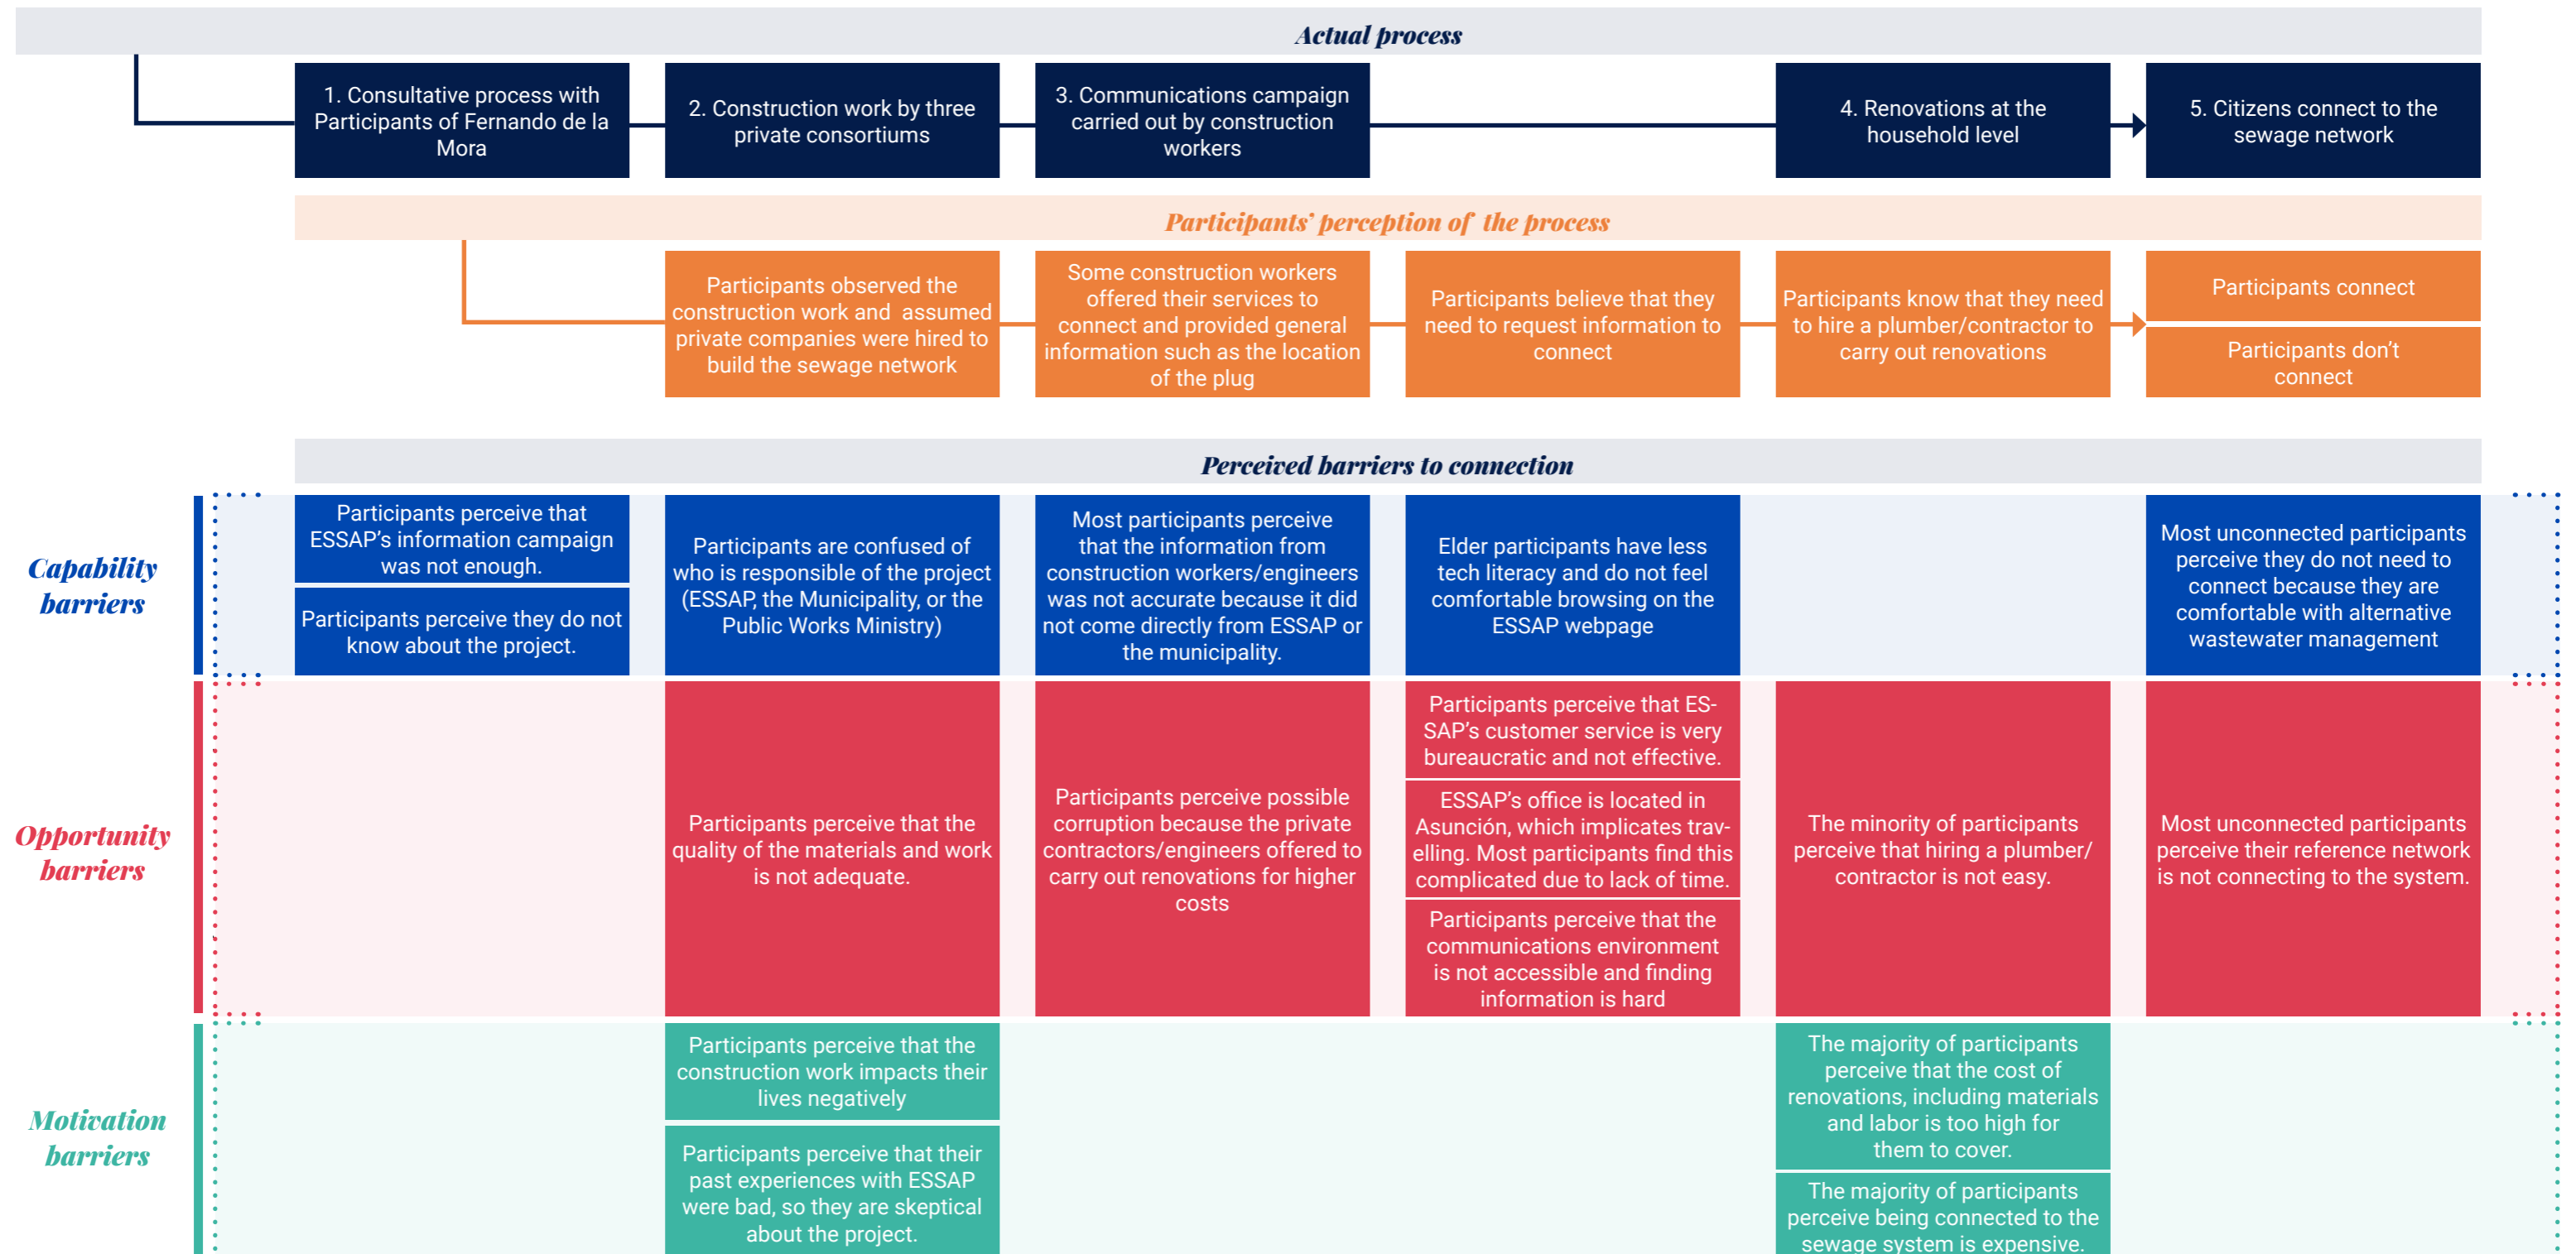 Actual process
1. Consultative process with
Participants of Fernando de la
Mora
2. Construction work by three
private consortiums
3. Communications campaign
carried out by construction
workers
4. Renovations at the
household level
5. Citizens connect to the
sewage network
Participants’ perception of the process
Participants observed the
construction work and assumed
private companies were hired to
build the sewage network
Some construction workers
offered their services to
connect and provided general
information such as the location
of the plug
Participants believe that they
need to request information to
connect
Participants know that they need
to hire a plumber/contractor to
carry out renovations
Participants connect
Participants don’t
connect
Perceived barriers to connection
Capability
barriers
Participants perceive that
ESSAP’s information campaign
was not enough.
Participants perceive they do not
know about the project.
Participants are confused of
who is responsible of the project
(ESSAP, the Municipality, or the
Public Works Ministry)
Most participants perceive
that the information from
construction workers/engineers
was not accurate because it did
not come directly from ESSAP or
the municipality.
Elder participants have less
tech literacy and do not feel
comfortable browsing on the
ESSAP webpage
Most unconnected participants
perceive they do not need to
connect because they are
comfortable with alternative
wastewater management
Opportunity
barriers
Participants perceive that the
quality of the materials and work
is not adequate.
Participants perceive possible
corruption because the private
contractors/engineers offered to
carry out renovations for higher
costs
Participants perceive that ES-
SAP’s customer service is very
bureaucratic and not effective.
ESSAP’s office is located in
Asunción, which implicates trav-
elling. Most participants find this
complicated due to lack of time.
Participants perceive that the
communications environment
is not accessible and finding
information is hard
The minority of participants
perceive that hiring a plumber/
contractor is not easy.
Most unconnected participants
perceive their reference network
is not connecting to the system.
Motivation
barriers
Participants perceive that the
construction work impacts their
lives negatively
Participants perceive that their
past experiences with ESSAP
were bad, so they are skeptical
about the project.
The majority of participants
perceive that the cost of
renovations, including materials
and labor is too high for
them to cover.
The majority of participants
perceive being connected to the
sewage system is expensive.